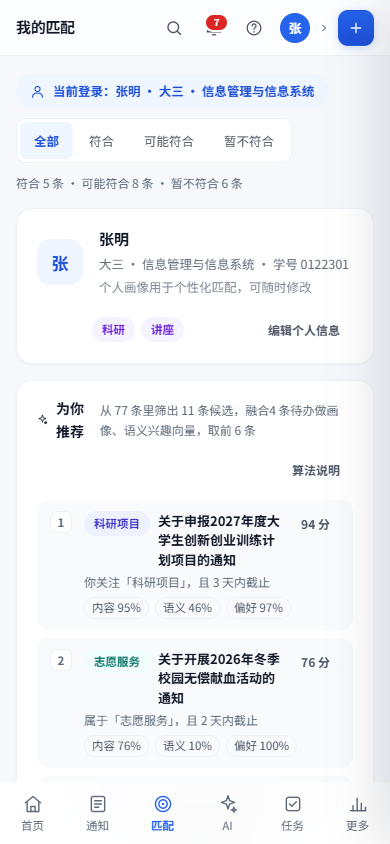 我的匹配
7
张
当前登录：张明 • 大三 • 信息管理与信息系统
全部
符合
可能符合
暂不符合
符合 5 条 • 可能符合 8 条 • 暂不符合 6 条
张
张明
大三 • 信息管理与信息系统 • 学号 0122301
个人画像用于个性化匹配，可随时修改
科研
讲座
编辑个人信息
为你
推荐
从 77 条里筛出 11 条候选，融合4 条待办做画
像、语义兴趣向量，取前 6 条
算法说明
1
科研项目
关于申报2027年度大
学生创新创业训练计
划项目的通知
94 分
你关注「科研项目」，且 3 天内截止
内容 95%
语义 46%
偏好 97%
2
志愿服务
关于开展2026年冬季
校园无偿献血活动的
通知
76 分
属于「志愿服务」，且 2 天内截止
内容 76%
语义 10%
偏好 100%
首页
通知
匹配
AI
任务
更多